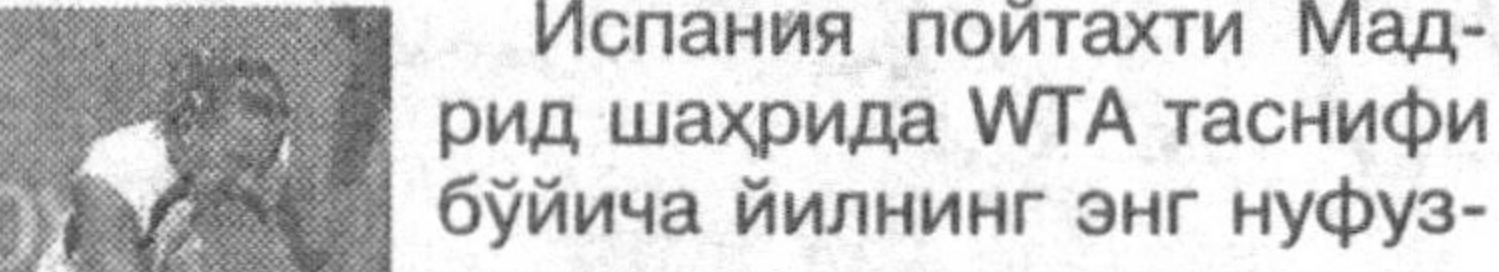 Испания пойтахти Мад-
рид шаҳрида WTA таснифи
бўйича йилнинг энг нуфуз-